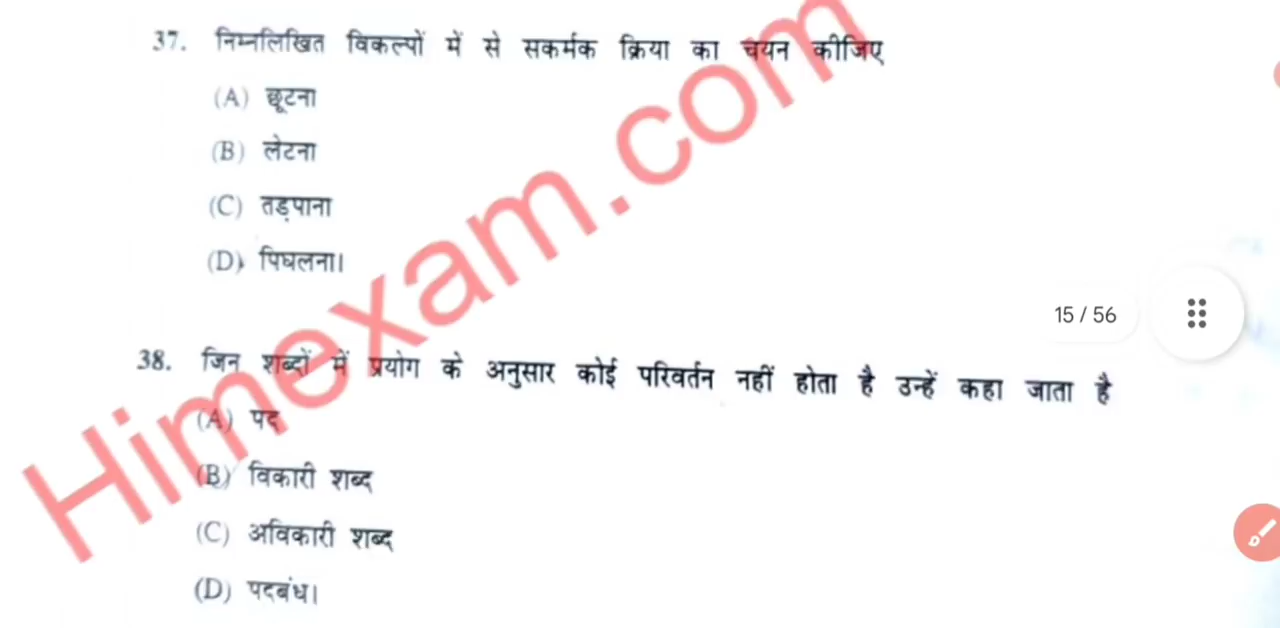 37. निम्नलिखित विकल्पों में से सकर्मक क्रिया का चयन कीजिए
(A) छूटना
(B) लेटना
(C) तड़पाना
(D) पिघलना।
15 / 56
38. जिन शब्दों में प्रयोग के अनुसार कोई परिवर्तन नहीं होता है उन्हें कहा जाता है
(A) पद
(B) विकारी शब्द
(C) अविकारी शब्द
(D) पदबंध।
Himexam.com